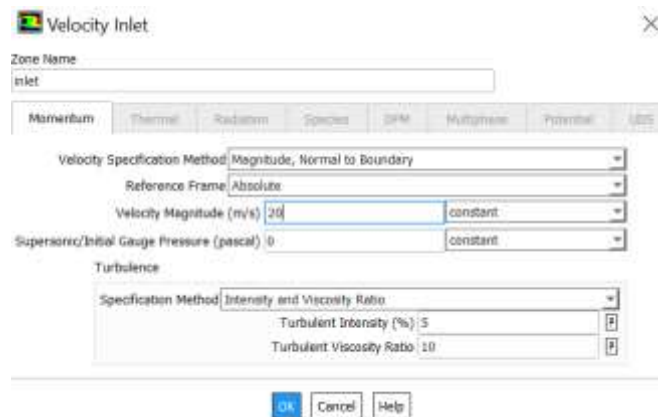 Velocity Inlet
Zone Name
inlet
Momentum Thermal Radiation Species DPM Multiphase Potential UDS
Velocity Specification Method Magnitude, Normal to Boundary
Reference Frame Absolute
Velocity Magnitude (m/s) 20 constant
Supersonic/Initial Gauge Pressure (pascal) 0 constant
Turbulence
Specification Method Intensity and Viscosity Ratio
Turbulent Intensity (%) 5 P
Turbulent Viscosity Ratio 10 P
OK Cancel Help